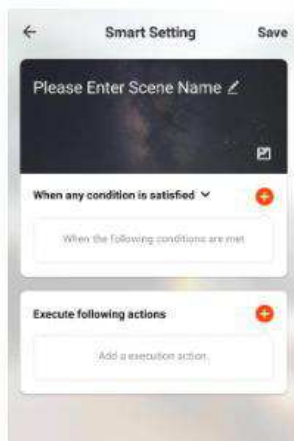 Smart Setting
Save
Please Enter Scene Name
When any condition is satisfied
When the following conditions are met
Execute following actions
Add a execution action.